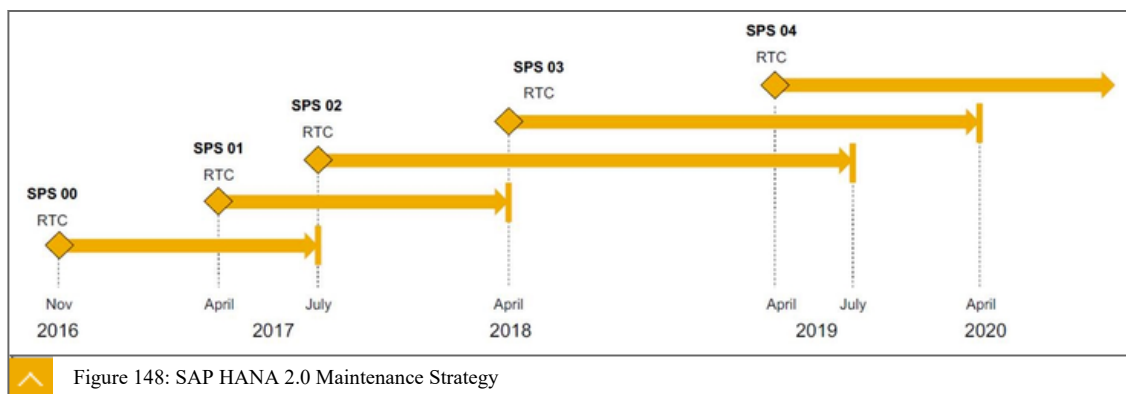 SPS 04
RTC
SPS 03
RTC
SPS 02
RTC
SPS 01
RTC
SPS 00
RTC
Nov April July April April July April
2016 2017 2018 2019 2020
Figure 148: SAP HANA 2.0 Maintenance Strategy